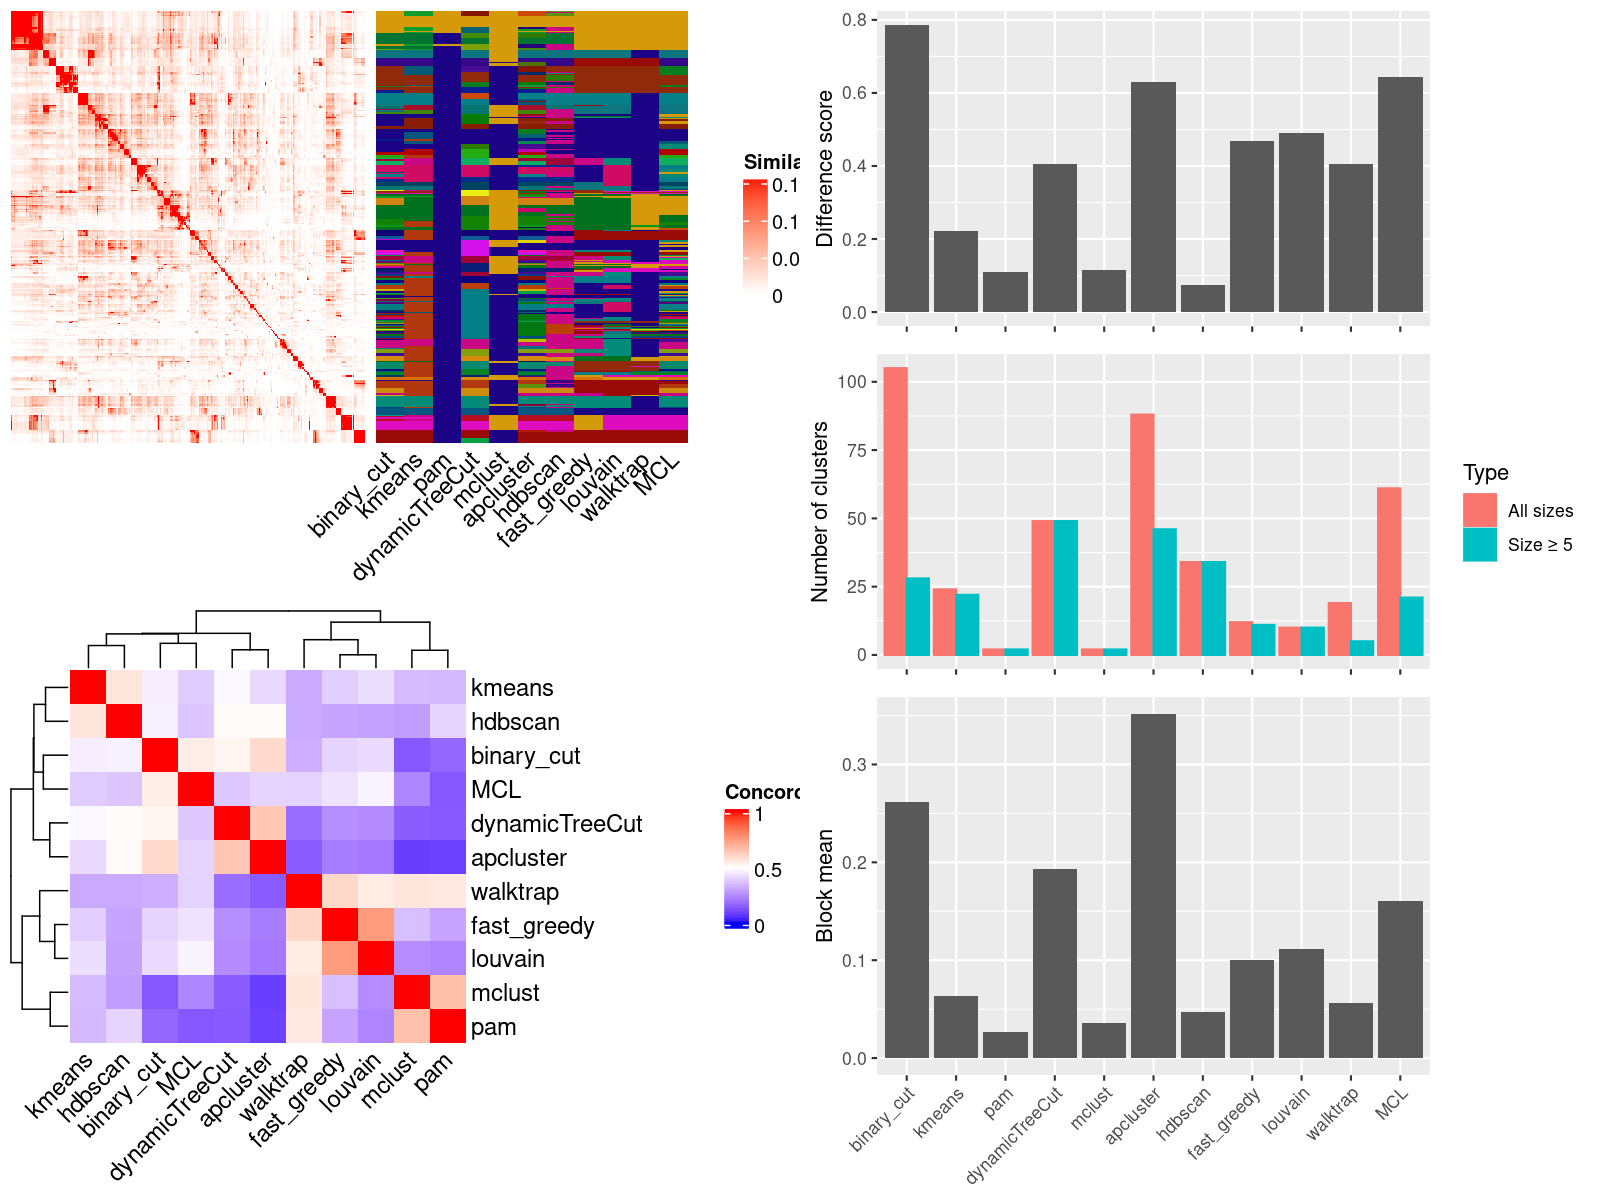 Simila
0.1
0.1
0.0
0
binary_cut
kmeans
pam
dynamicTreeCut
mclust
apcluster
hdbscan
fast_greedy
louvain
walktrap
MCL
kmeans
hdbscan
binary_cut
MCL
dynamicTreeCut
apcluster
walktrap
fast_greedy
louvain
mclust
pam
kmeans
hdbscan
binary_cut
MCL
dynamicTreeCut
apcluster
walktrap
fast_greedy
louvain
mclust
pam
Concord
1
0.5
0
Difference score
0.8
0.6
0.4
0.2
0.0
Number of clusters
100
75
50
25
0
Type
All sizes
Size ≥ 5
Block mean
0.3
0.2
0.1
0.0
binary_cut
kmeans
pam
dynamicTreeCut
mclust
apcluster
hdbscan
fast_greedy
louvain
walktrap
MCL